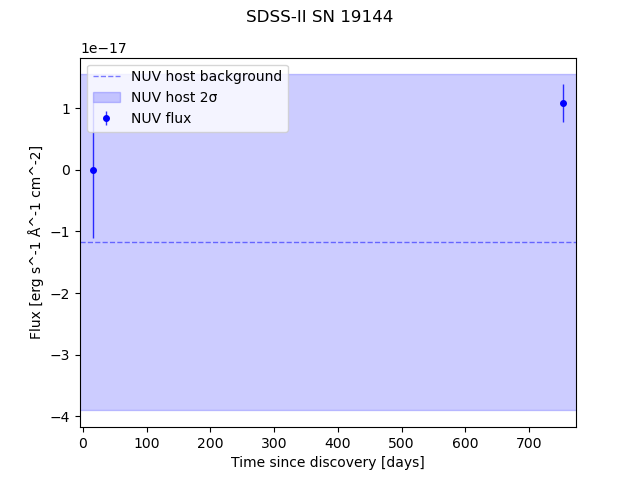 SDSS-II SN 19144
1e−17
NUV host background
NUV host 2σ
NUV flux
1
0
−1
−2
−3
−4
Flux [erg s^-1 Å^-1 cm^-2]
0 100 200 300 400 500 600 700
Time since discovery [days]